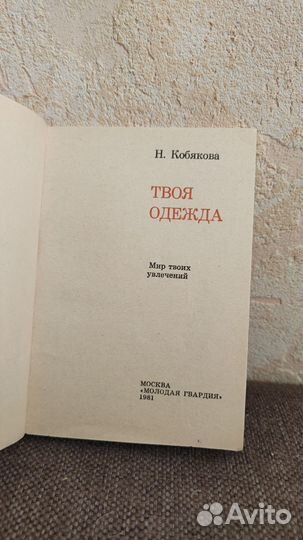 Н. Кобякова
ТВОЯ
ОДЕЖДА
Мир твоих
увлечений
МОСКВА
«МОЛОДАЯ ГВАРДИЯ»
1981
Avito